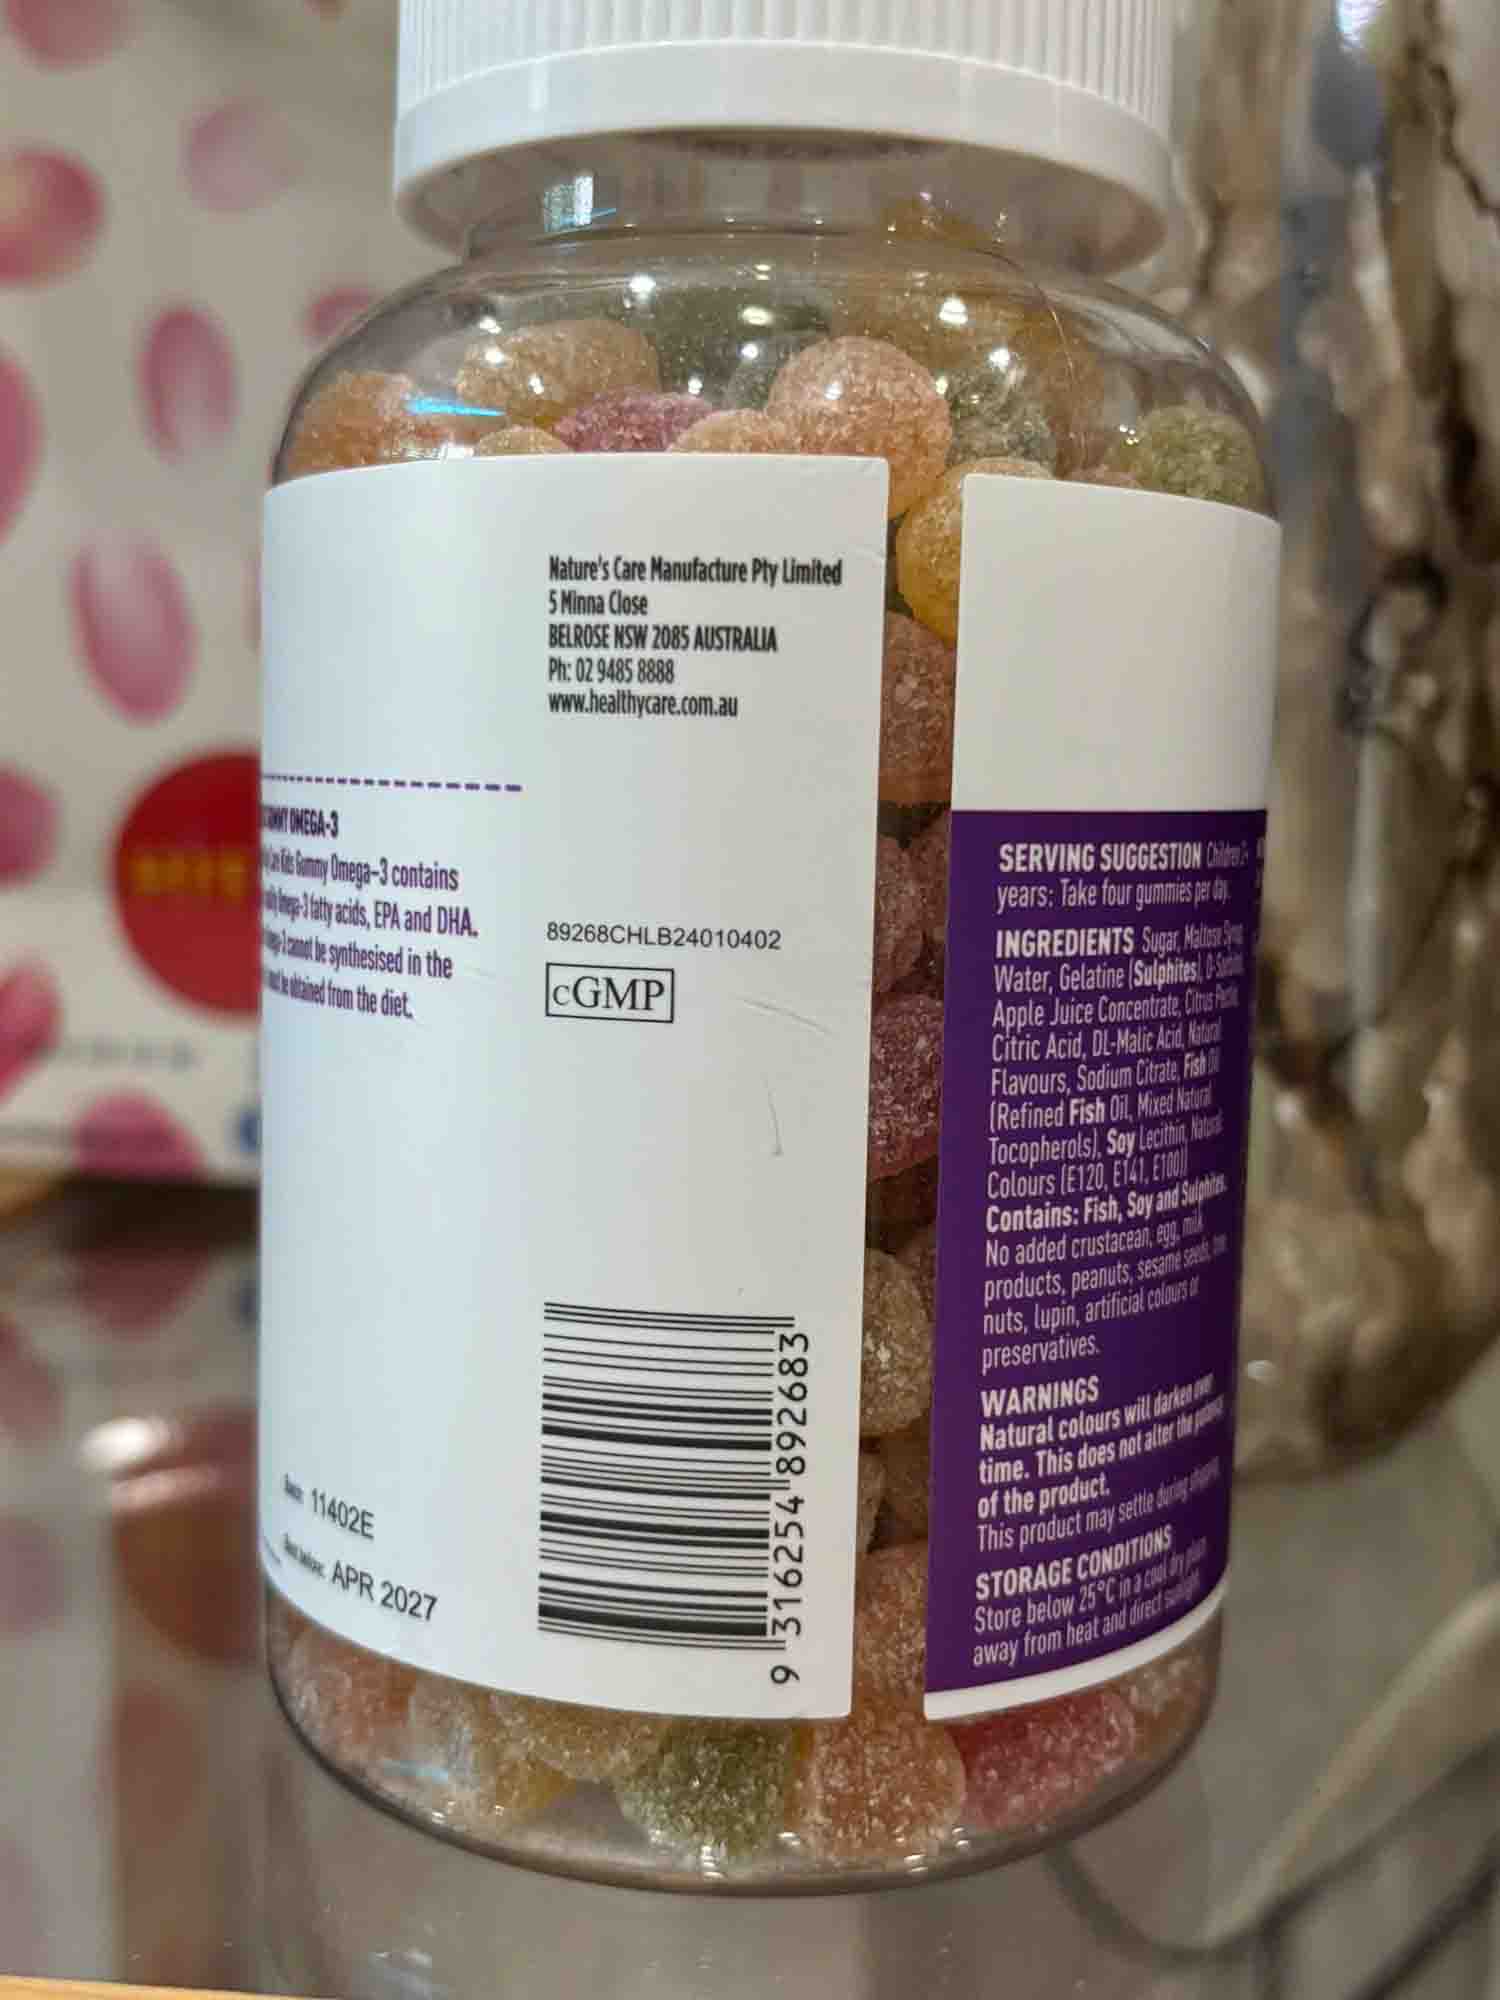 Nature's Care Manufacture Pty Limited
5 Minna Close
BELROSE NSW 2085 AUSTRALIA
Ph: 02 9485 8888
www.healthycare.com.au
OMEGA-3
Kids Gummy Omega-3 contains
Omega-3 fatty acids, EPA and DHA.
cannot be synthesised in the
must be obtained from the diet.
89268CHLB24010402
cGMP
Batch: 11402E
Best before: APR 2027
9 316254 892683
SERVING SUGGESTION Children 2+
years: Take four gummies per day.
INGREDIENTS Sugar, Maltose Syrup,
Water, Gelatine (Sulphites),
Apple Juice Concentrate, Citrus Pectin,
Citric Acid, DL-Malic Acid, Natural
Flavours, Sodium Citrate, Fish Oil
(Refined Fish Oil, Mixed Natural
Tocopherols), Soy Lecithin, Natural
Colours (E120, E141, E100)
Contains: Fish, Soy and Sulphites.
No added crustacean, egg, milk
products, peanuts, sesame seeds, tree
nuts, lupin, artificial colours or
preservatives.
WARNINGS
Natural colours will darken over
time. This does not alter the potency
of the product.
This product may settle during shipping.
STORAGE CONDITIONS
Store below 25°C in a cool dry place
away from heat and direct sunlight.